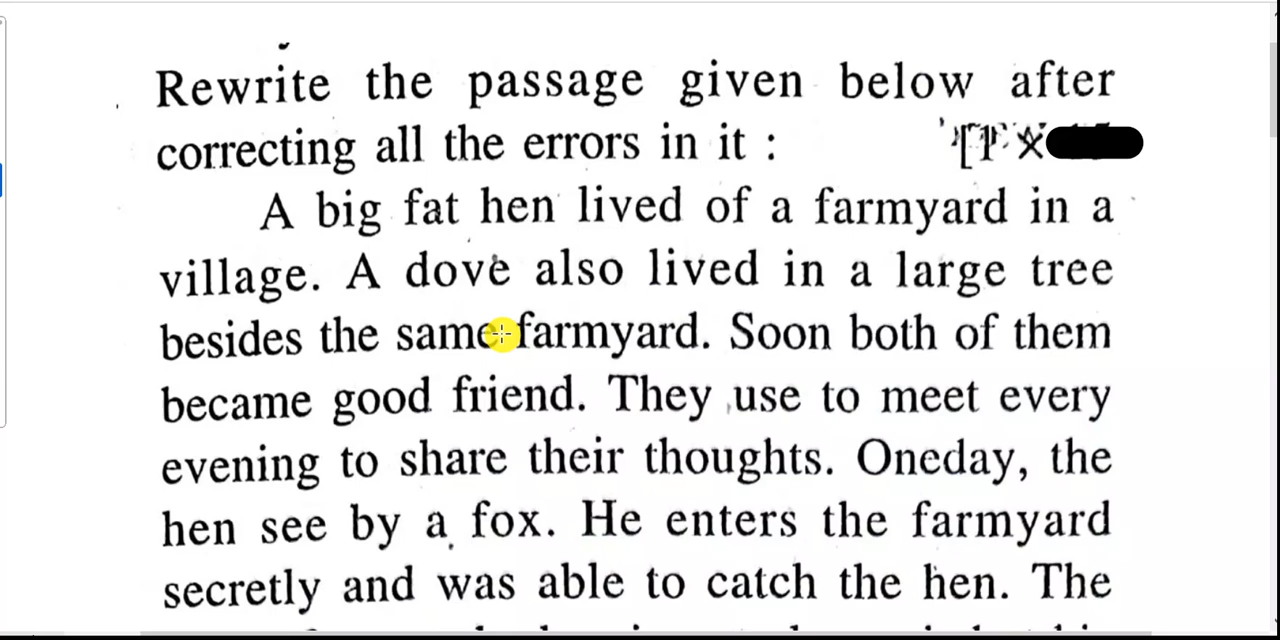 Rewrite the passage given below after
correcting all the errors in it :
A big fat hen lived of a farmyard in a
village. A dove also lived in a large tree
besides the same farmyard. Soon both of them
became good friend. They use to meet every
evening to share their thoughts. Oneday, the
hen see by a fox. He enters the farmyard
secretly and was able to catch the hen. The